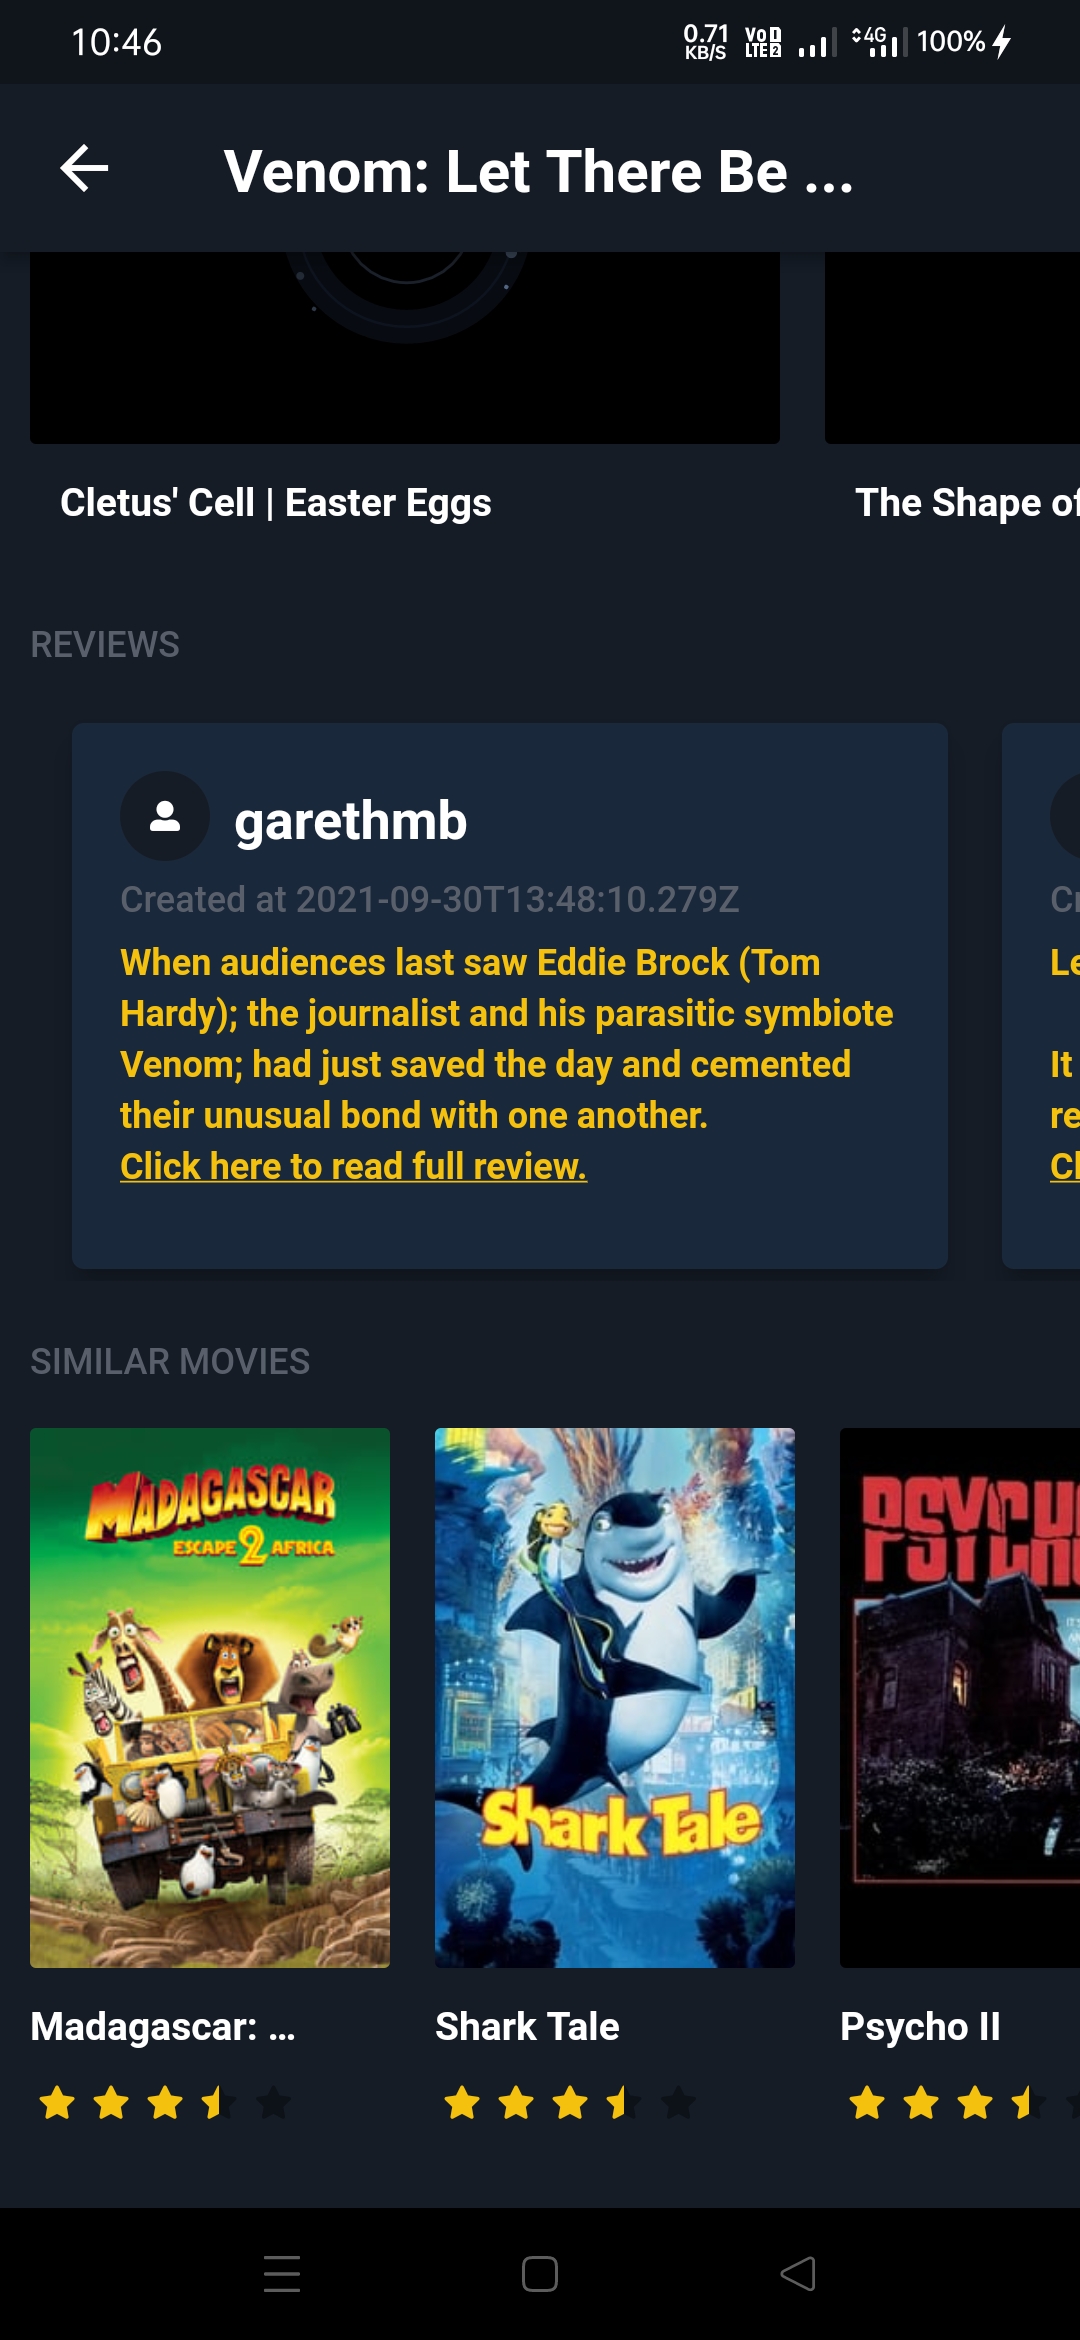 10:46
0.71
KB/S
Vo 1
LTE 2
4G
100%
Venom: Let There Be ...
Cletus' Cell | Easter Eggs
The Shape of
REVIEWS
garethmb
Created at 2021-09-30T13:48:10.279Z
When audiences last saw Eddie Brock (Tom
Hardy); the journalist and his parasitic symbiote
Venom; had just saved the day and cemented
their unusual bond with one another.
Click here to read full review.
Cr
Le
It
re
Cl
SIMILAR MOVIES
MADAGASCAR
ESCAPE 2 AFRICA
Shark Tale
PSYCH
Madagascar: ...
Shark Tale
Psycho II